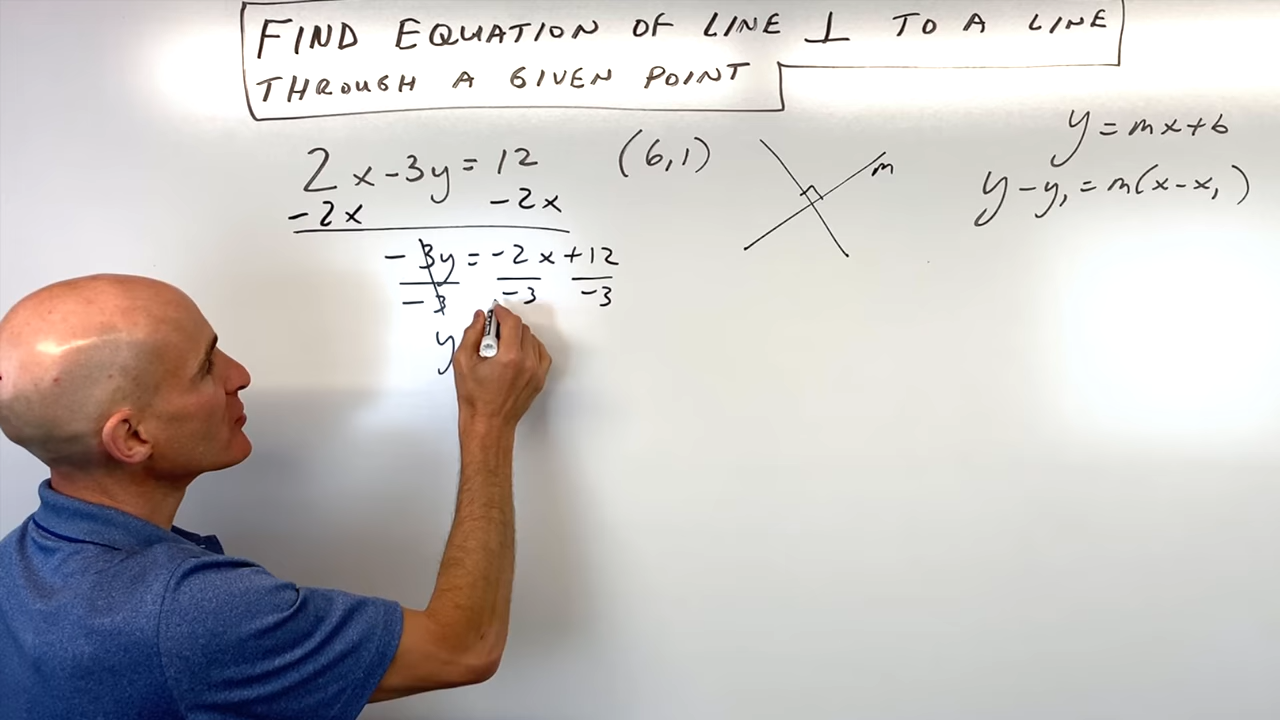 FIND EQUATION OF LINE ⊥ TO A LINE
THROUGH A GIVEN POINT
2x-3y=12
(6,1)
-2x -2x
-3y=-2x+12
-3 -3 -3
y
m
y=mx+b
y-y₁=m(x-x₁)